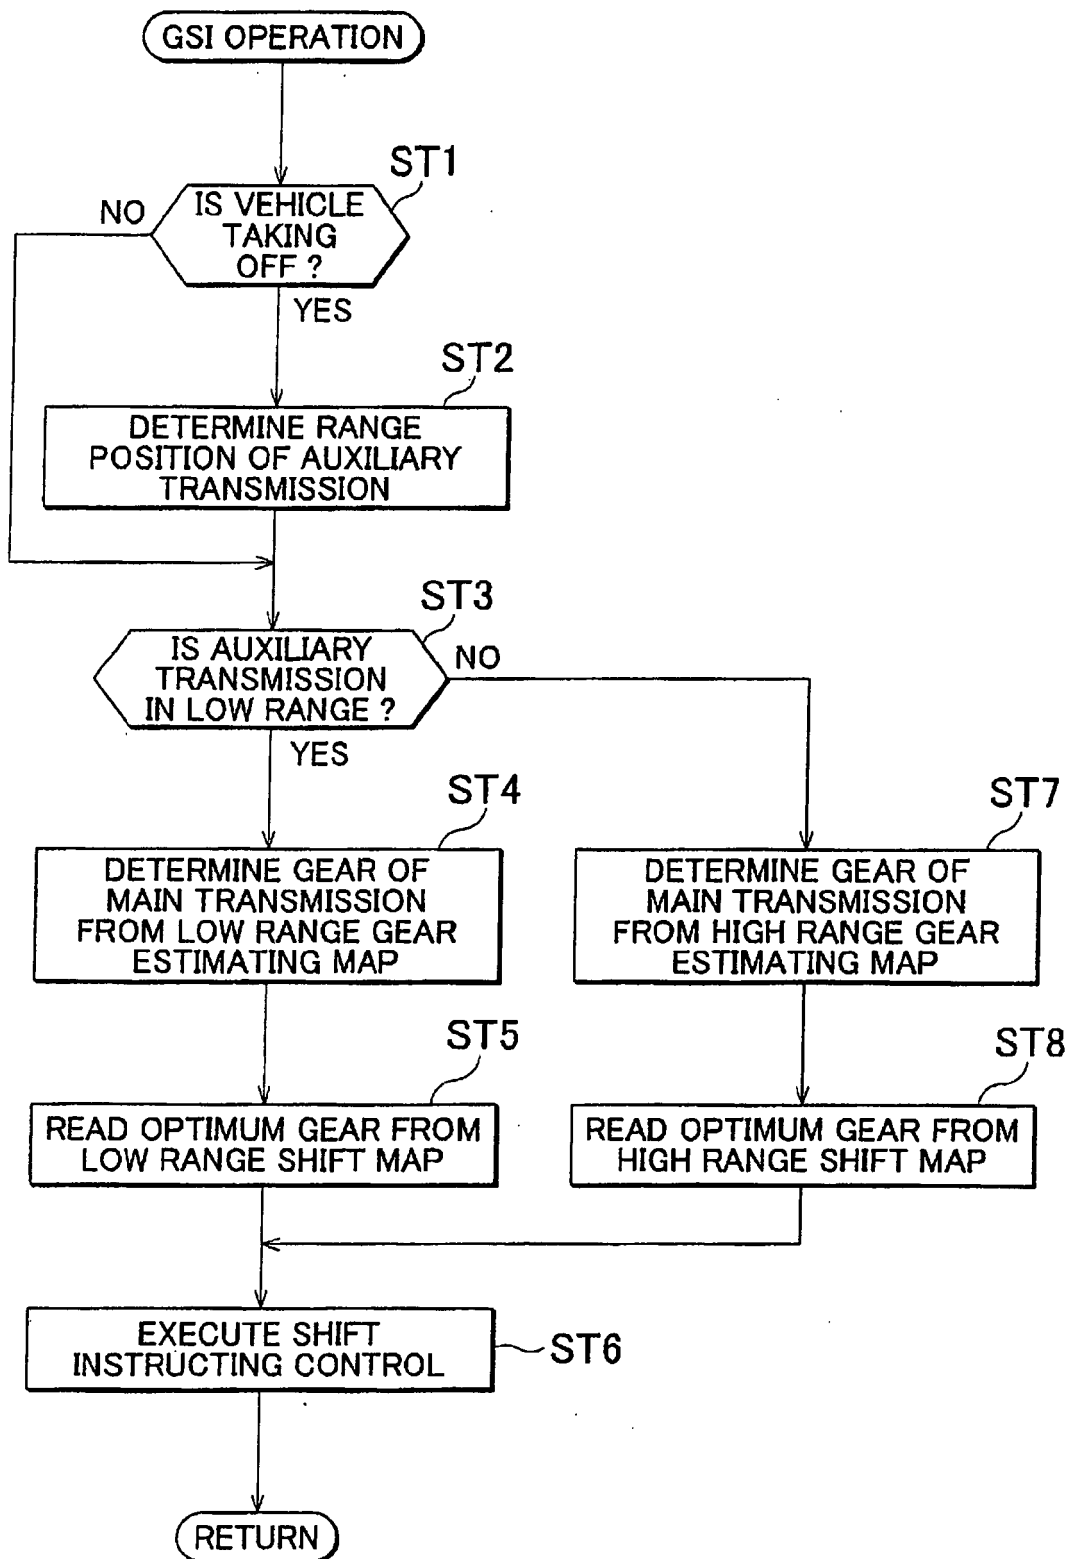 GSI OPERATION
ST1
NO
IS VEHICLE
TAKING
OFF ?
YES
ST2
DETERMINE RANGE
POSITION OF AUXILIARY
TRANSMISSION
ST3
IS AUXILIARY
TRANSMISSION
IN LOW RANGE ?
NO
YES
ST4
DETERMINE GEAR OF
MAIN TRANSMISSION
FROM LOW RANGE GEAR
ESTIMATING MAP
ST7
DETERMINE GEAR OF
MAIN TRANSMISSION
FROM HIGH RANGE GEAR
ESTIMATING MAP
ST5
READ OPTIMUM GEAR FROM
LOW RANGE SHIFT MAP
ST8
READ OPTIMUM GEAR FROM
HIGH RANGE SHIFT MAP
EXECUTE SHIFT
INSTRUCTING CONTROL
ST6
RETURN